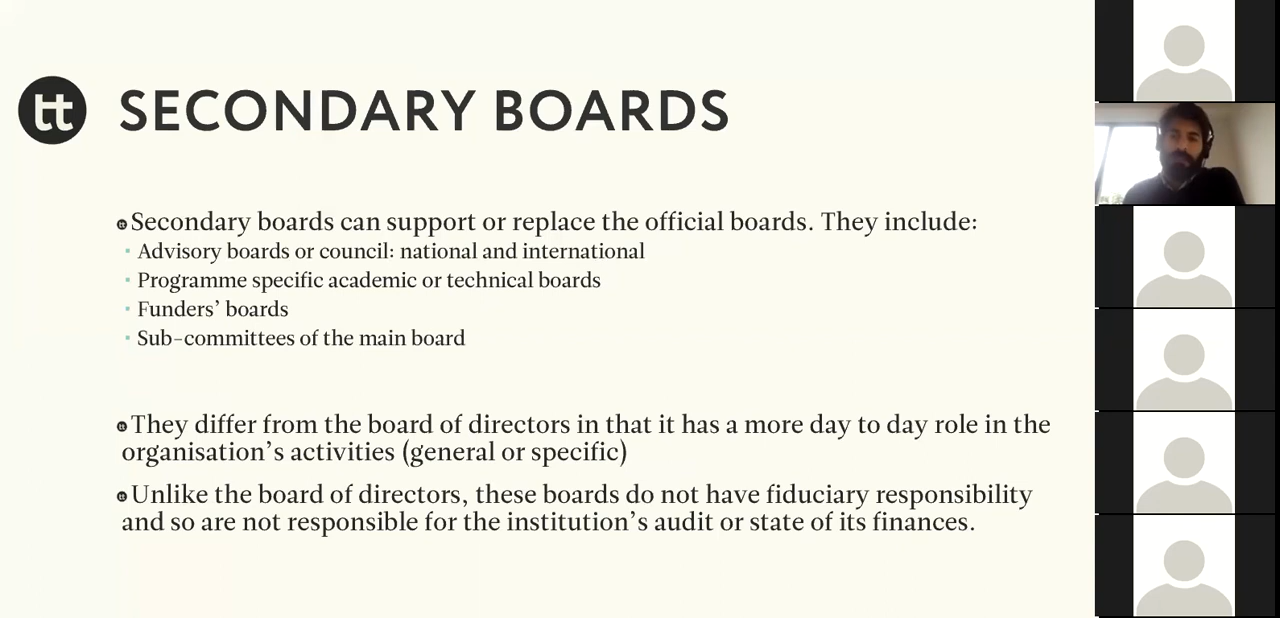 tt SECONDARY BOARDS
Secondary boards can support or replace the official boards. They include:
Advisory boards or council: national and international
Programme specific academic or technical boards
Funders' boards
Sub-committees of the main board
They differ from the board of directors in that it has a more day to day role in the
organisation's activities (general or specific)
Unlike the board of directors, these boards do not have fiduciary responsibility
and so are not responsible for the institution's audit or state of its finances.